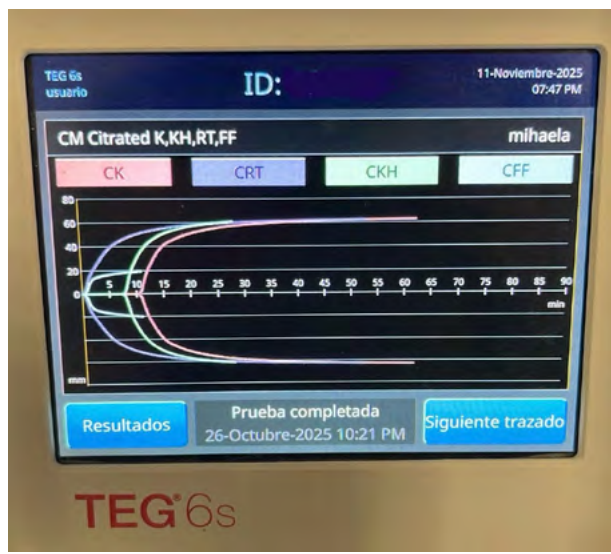 TEG 6s
usuario
ID:
11-Noviembre-2025
07:47 PM
CM Citrated K,KH,RT,FF
mihaela
CK
CRT
CKH
CFF
80
60
40
20
0
5 10 15 20 25 30 35 40 45 50 55 60 65 70 75 80 85 90
min
mm
Resultados
Prueba completada
26-Octubre-2025 10:21 PM
Siguiente trazado
TEG® 6s